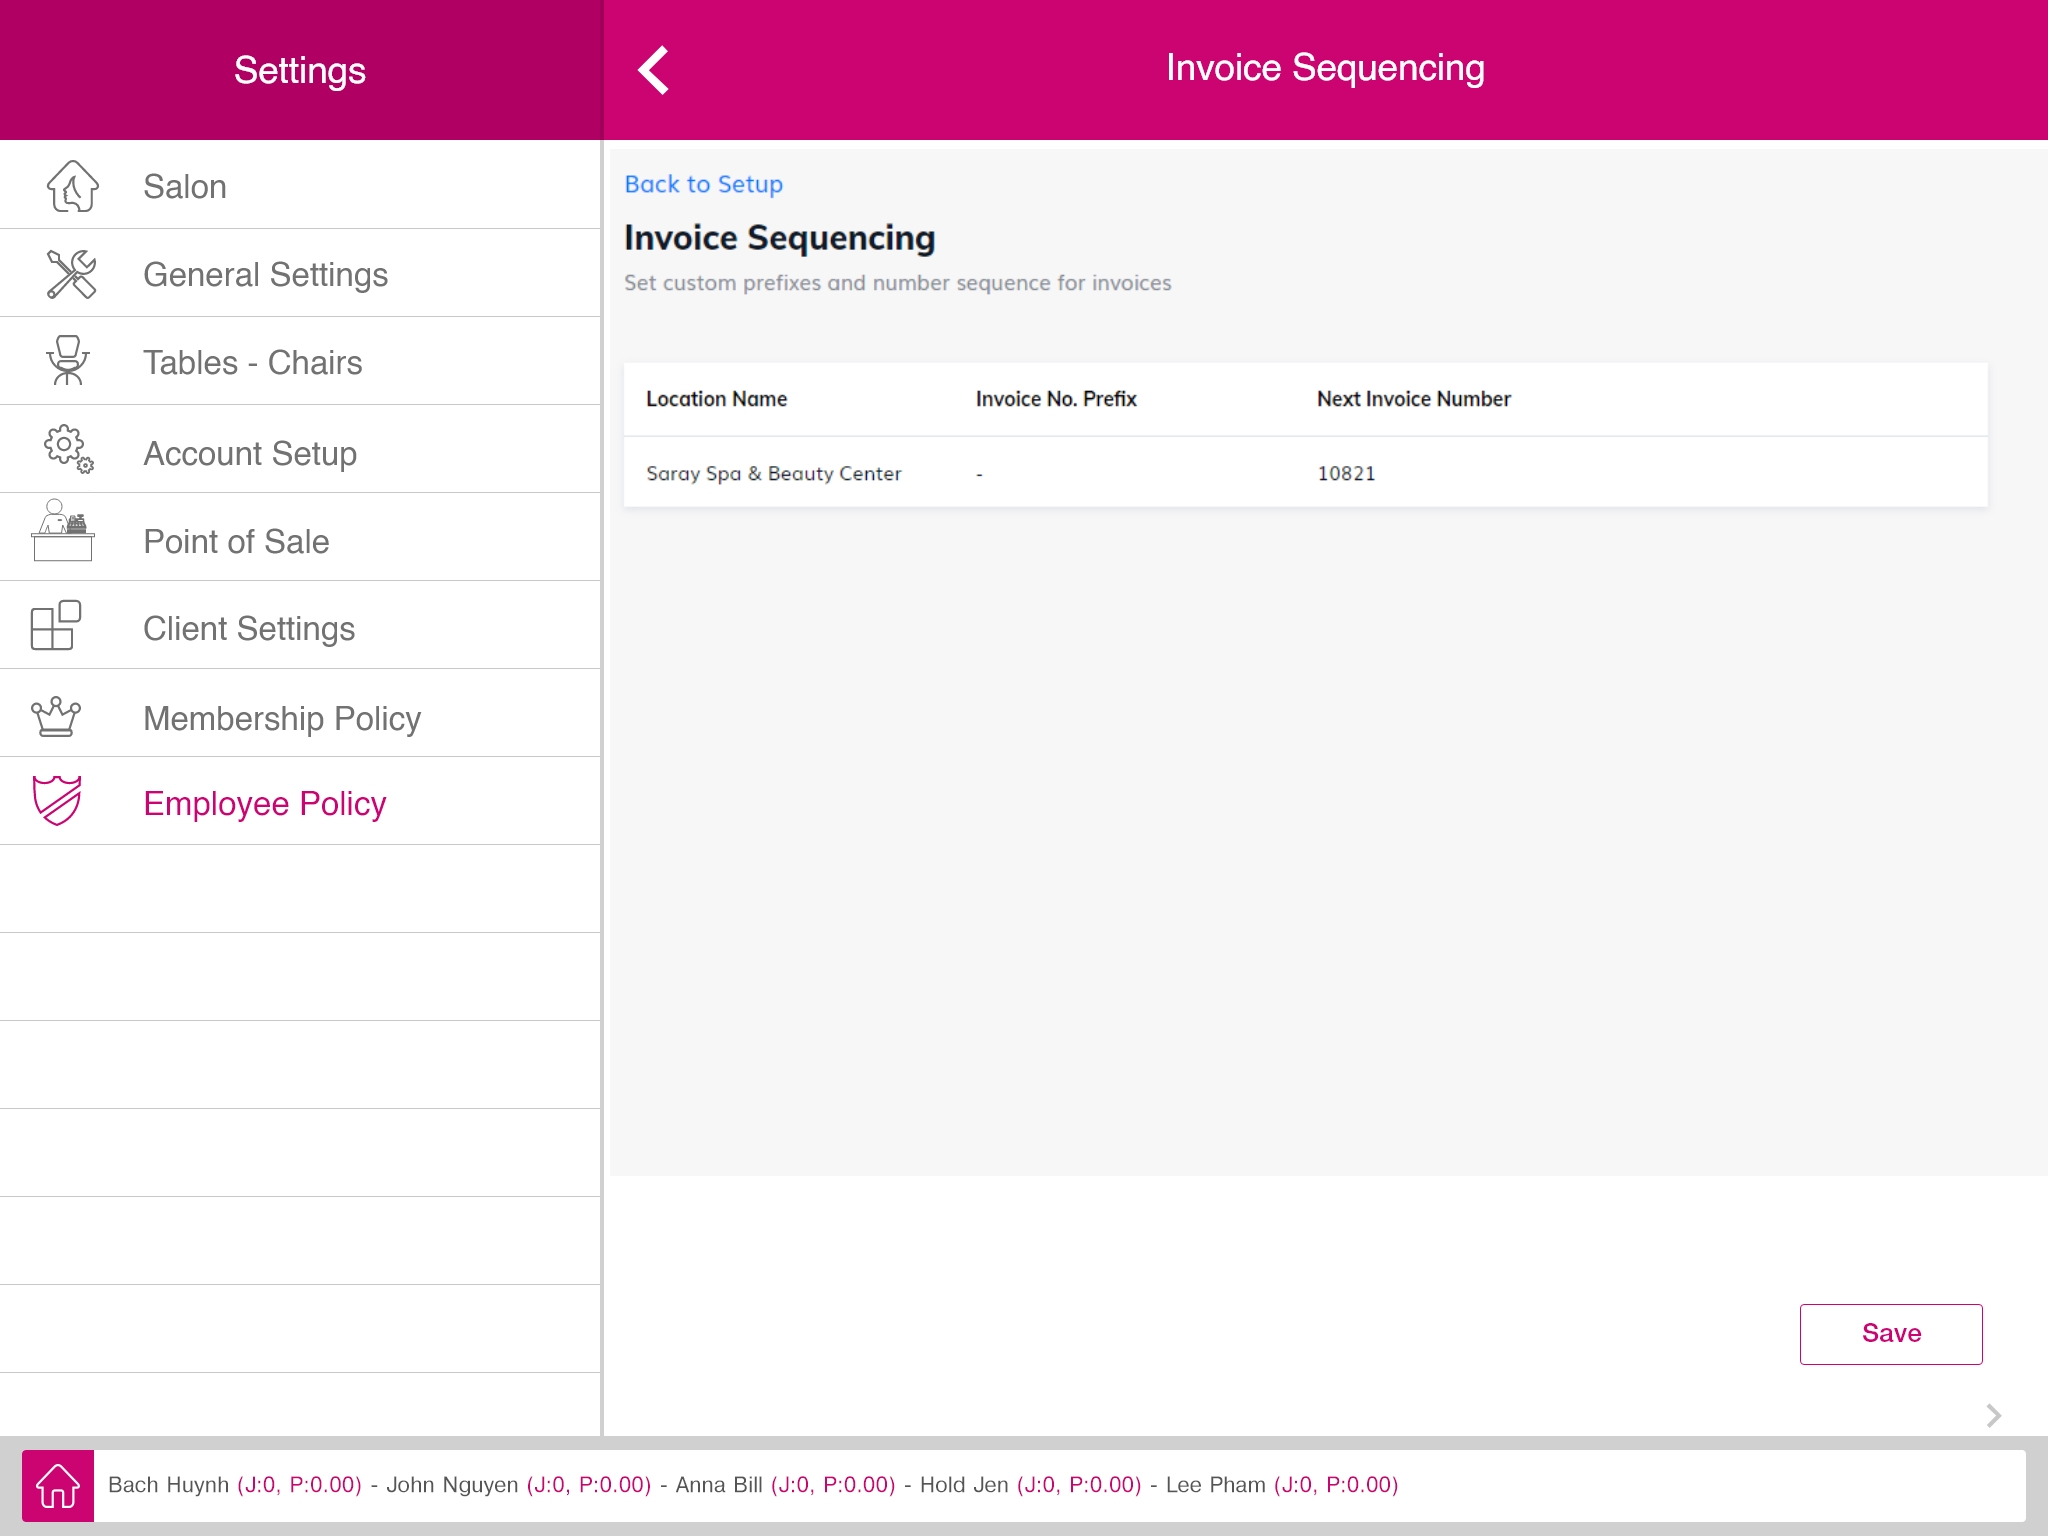 Settings
Invoice Sequencing
Salon
General Settings
Tables - Chairs
Account Setup
Point of Sale
Client Settings
Membership Policy
Employee Policy
Back to Setup
Invoice Sequencing
Set custom prefixes and number sequence for invoices
Location Name Invoice No. Prefix Next Invoice Number
Saray Spa & Beauty Center - 10821
Save
Bach Huynh (J:0, P:0.00) - John Nguyen (J:0, P:0.00) - Anna Bill (J:0, P:0.00) - Hold Jen (J:0, P:0.00) - Lee Pham (J:0, P:0.00)